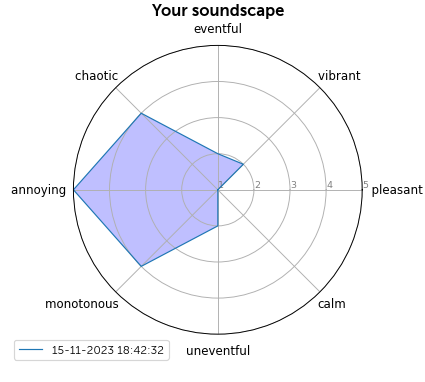 Your soundscape
eventful
chaotic
vibrant
annoying
1
2
3
4
5
pleasant
monotonous
calm
15-11-2023 18:42:32
uneventful